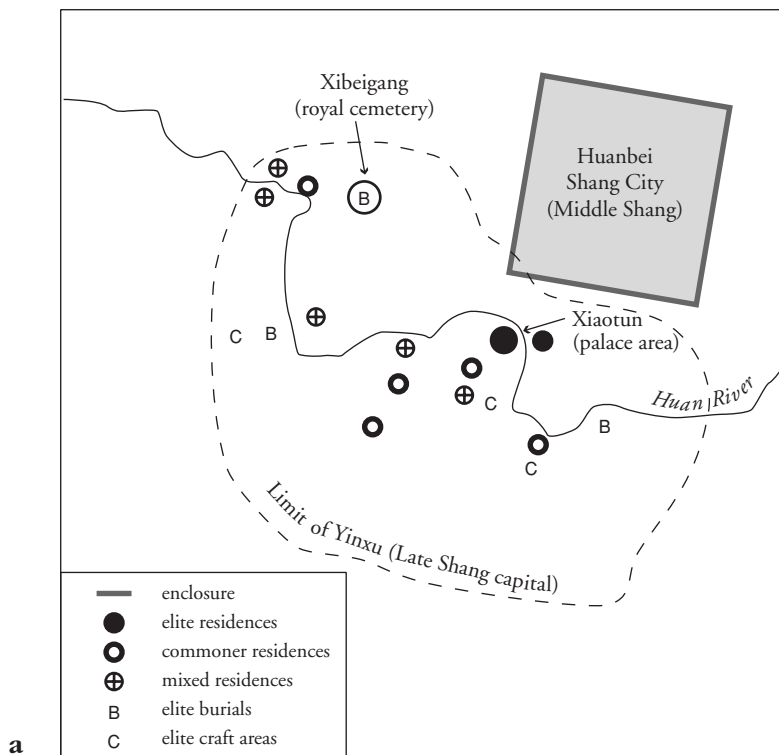 Xibeigang
(royal cemetery)
Huanbei
Shang City
(Middle Shang)
B
Xiaotun
(palace area)
C
B
C
B
C
Huan River
Limit of Yinxu (Late Shang capital)
enclosure
elite residences
commoner residences
mixed residences
B elite burials
C elite craft areas
a